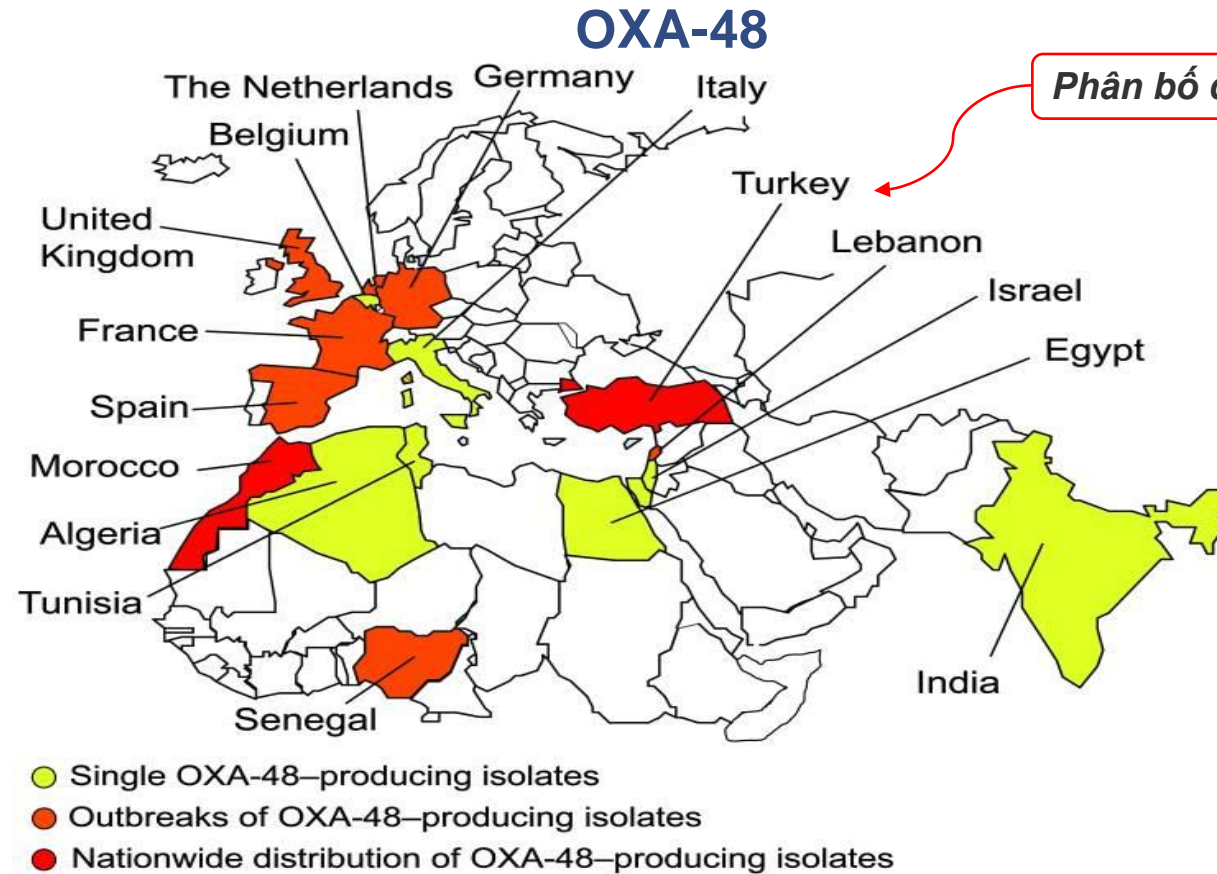 OXA-48
Phân bố
The Netherlands
Germany
Italy
Belgium
Turkey
United
Kingdom
Lebanon
Israel
France
Egypt
Spain
Morocco
Algeria
Tunisia
India
Senegal
Single OXA-48–producing isolates
Outbreaks of OXA-48–producing isolates
Nationwide distribution of OXA-48–producing isolates